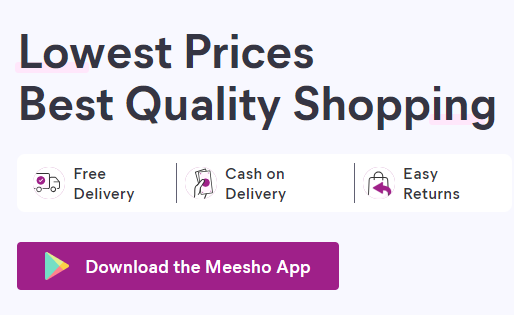 Lowest Prices
Best Quality Shopping
Free
Delivery
Cash on
Delivery
Easy
Returns
Download the Meesho App